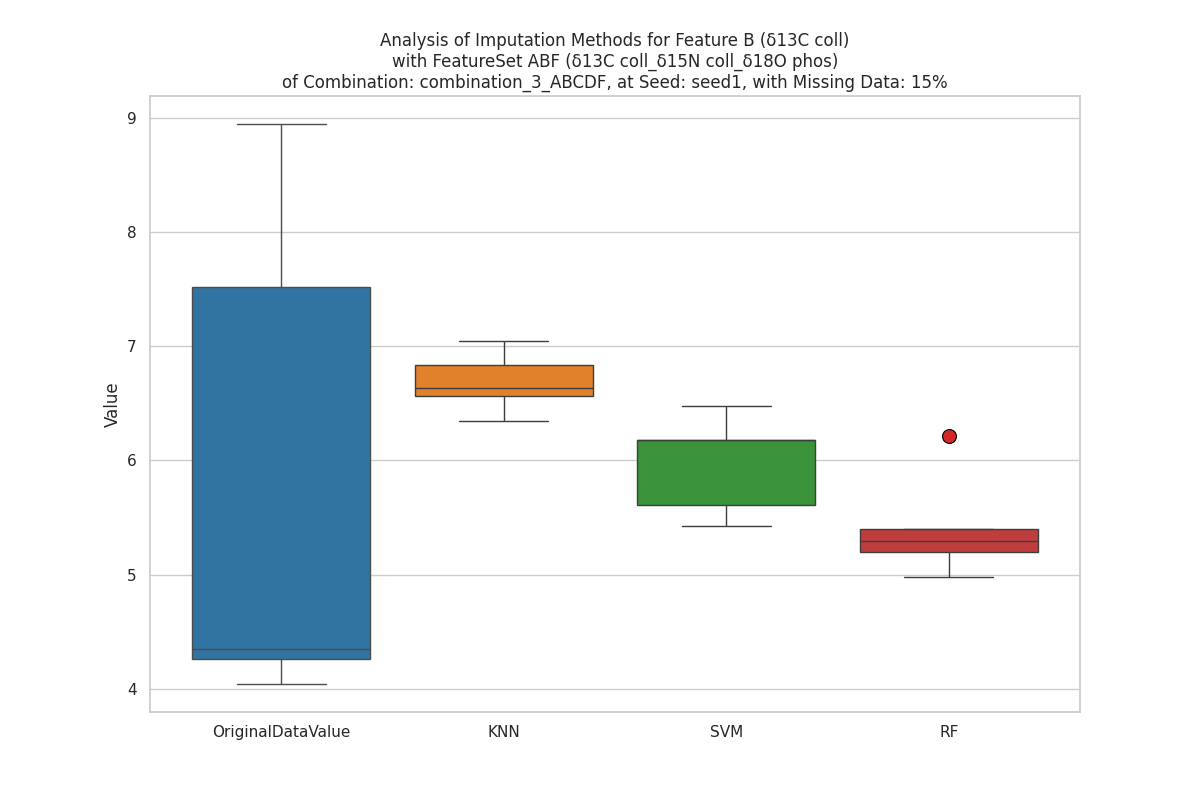 Analysis of Imputation Methods for Feature B (δ13C coll)
with FeatureSet ABF (δ13C coll_δ15N coll_δ18O phos)
of Combination: combination_3_ABCDF, at Seed: seed1, with Missing Data: 15%
9
8
7
6
5
4
Value
OriginalDataValue KNN SVM RF